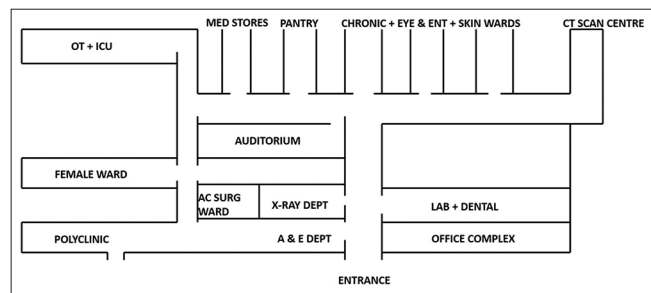 MED STORES PANTRY CHRONIC + EYE & ENT + SKIN WARDS CT SCAN CENTRE
OT + ICU
AUDITORIUM
FEMALE WARD
AC SURG
WARD
X-RAY DEPT
LAB + DENTAL
POLYCLINIC
A & E DEPT
OFFICE COMPLEX
ENTRANCE